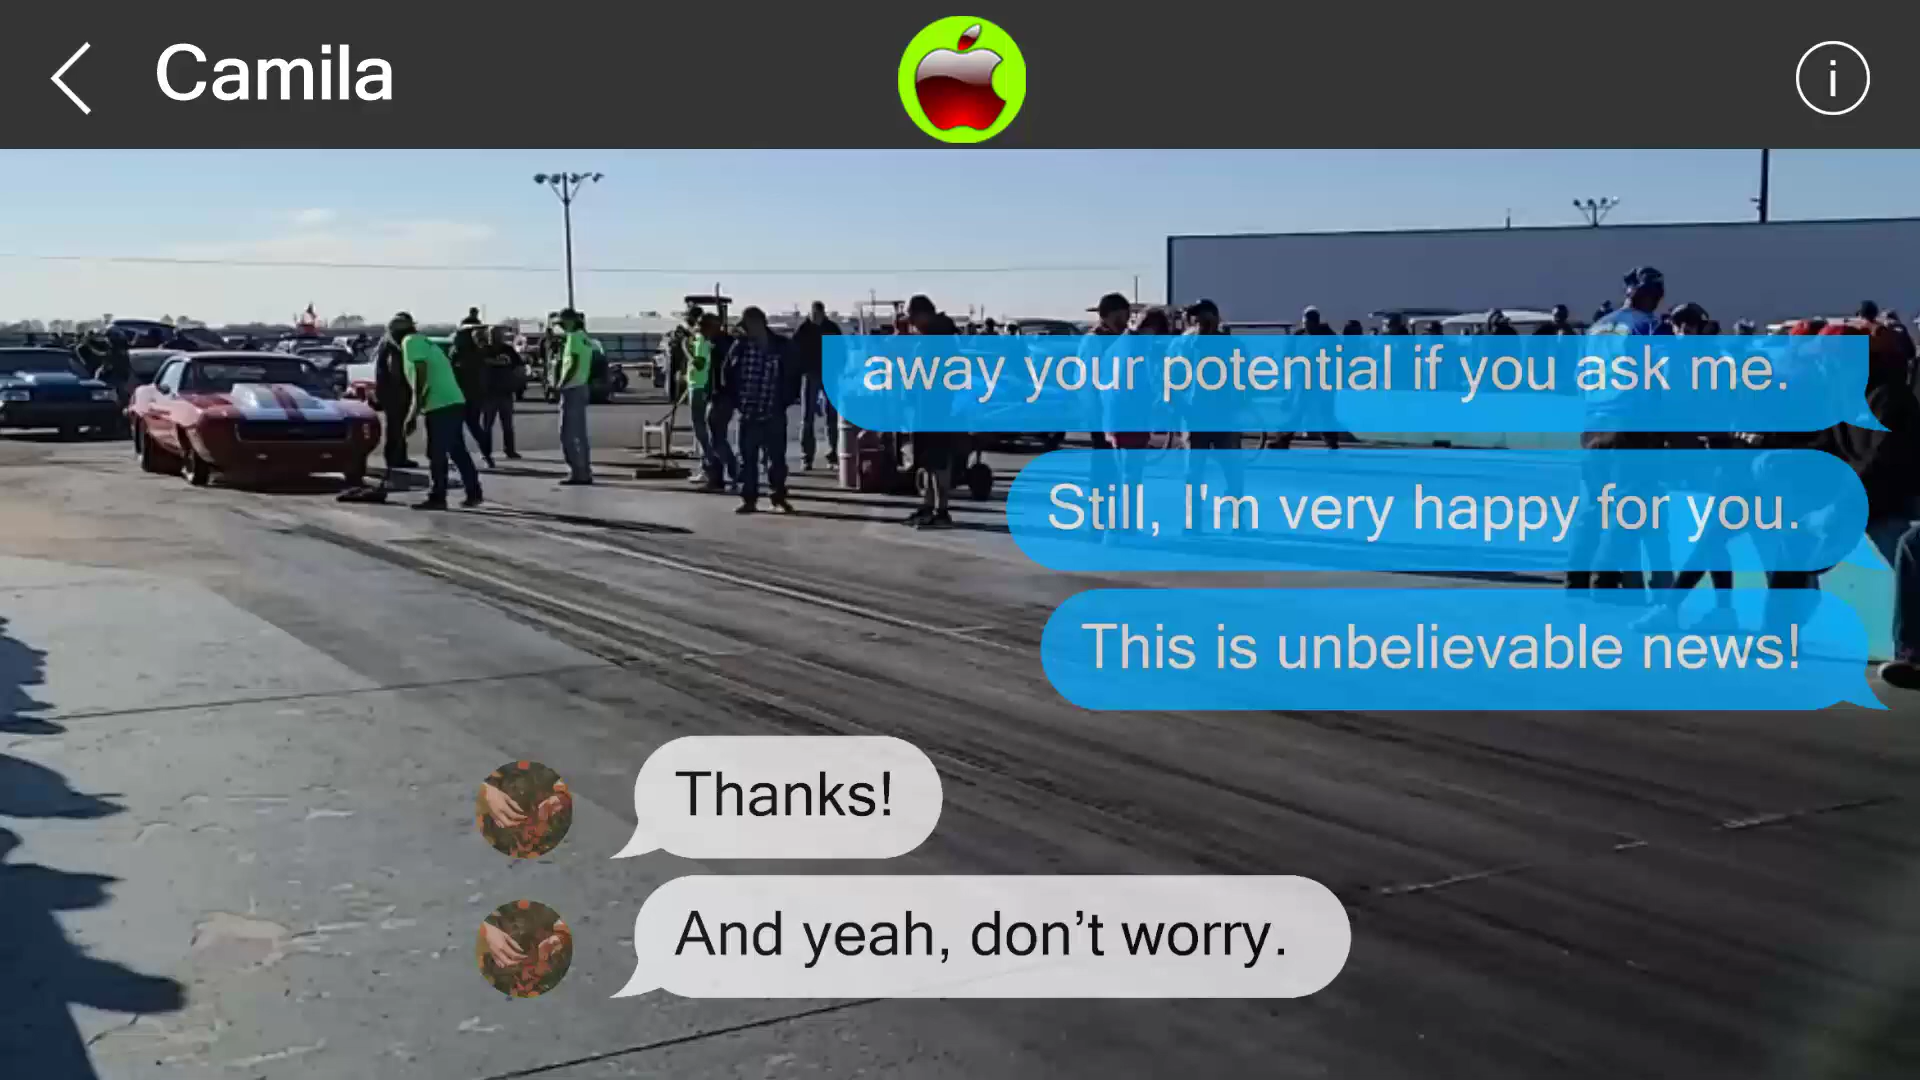 Camila
i
away your potential if you ask me.
Still, I'm very happy for you.
This is unbelievable news!
Thanks!
And yeah, don’t worry.